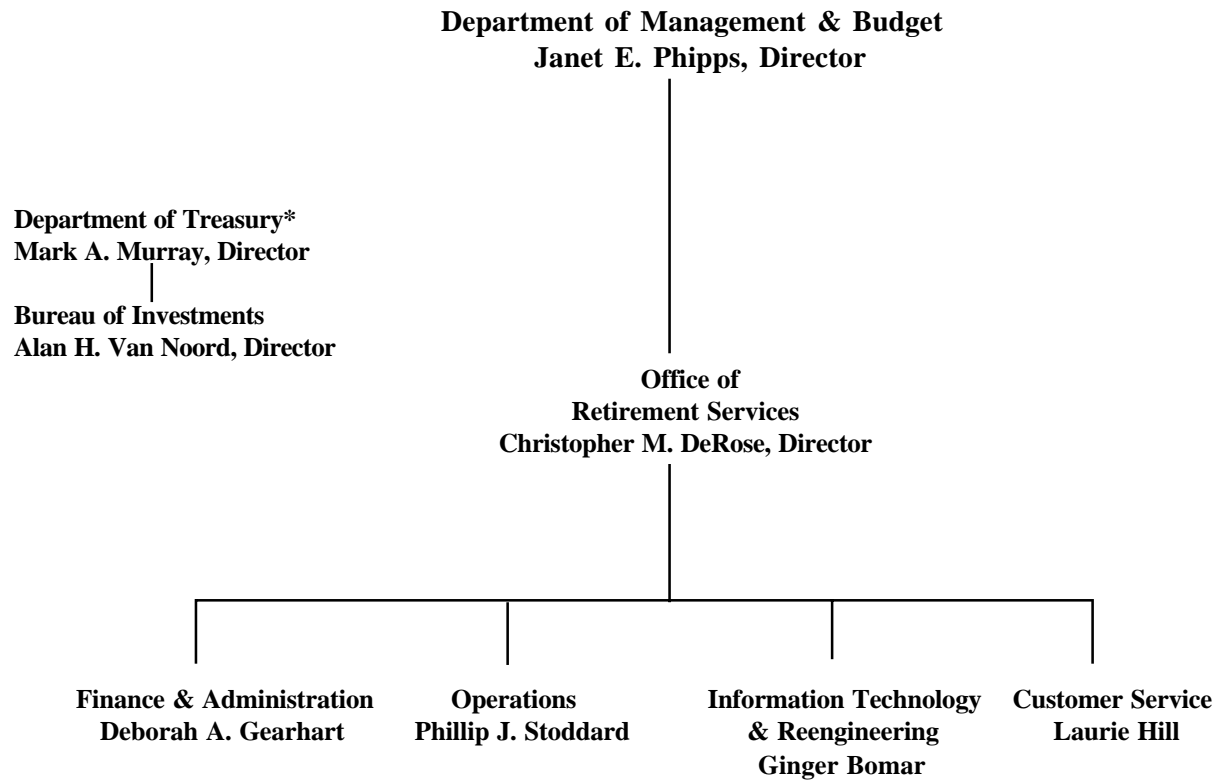 Department of Management & Budget
Janet E. Phipps, Director
Department of Treasury*
Mark A. Murray, Director
Bureau of Investments
Alan H. Van Noord, Director
Office of
Retirement Services
Christopher M. DeRose, Director
Finance & Administration
Deborah A. Gearhart
Operations
Phillip J. Stoddard
Information Technology
& Reengineering
Ginger Bomar
Customer Service
Laurie Hill